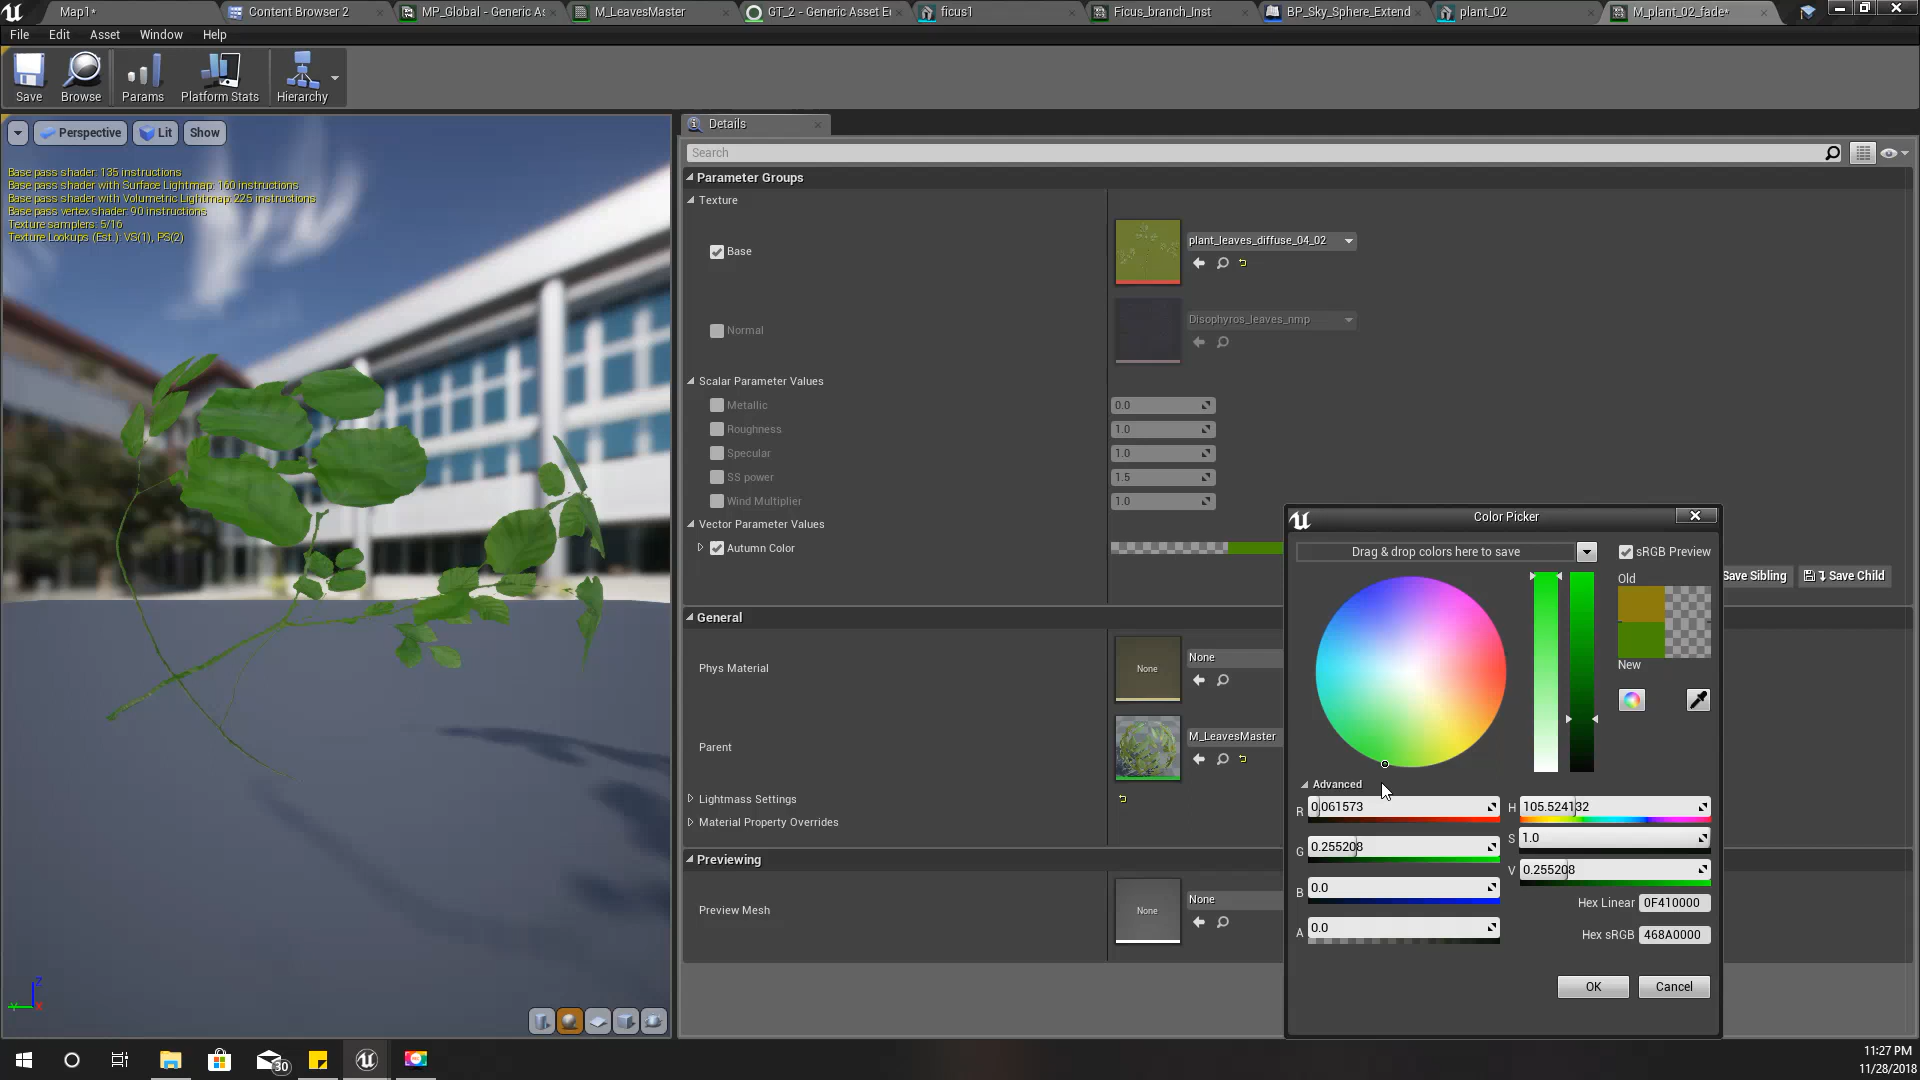 Map1*
Content Browser 2
MP_Global - Generic As
M_LeavesMaster
GT_2 - Generic Asset E
ficus1
Ficus_branch_Inst
BP_Sky_Sphere_Extend
plant_02
M_plant_02_fade*
File
Edit
Asset
Window
Help
Save
Browse
Params
Platform Stats
Hierarchy
Perspective
Lit
Show
Base pass shader: 135 instructions
Base pass shader with Surface Lightmap: 160 instructions
Base pass shader with Volumetric Lightmap: 225 instructions
Base pass vertex shader: 90 instructions
Texture samplers: 5/16
Texture Lookups (Est.): VS(1), PS(2)
Details
Search
Parameter Groups
Texture
Base
plant_leaves_diffuse_04_02
Normal
Disophyros_leaves_nmp
Scalar Parameter Values
Metallic
0.0
Roughness
1.0
Specular
1.0
SS power
1.5
Wind Multiplier
1.0
Vector Parameter Values
Autumn Color
Save Sibling
Save Child
General
Phys Material
None
None
Parent
M_LeavesMaster
Lightmass Settings
Material Property Overrides
Previewing
Preview Mesh
None
None
Color Picker
Drag & drop colors here to save
sRGB Preview
Old
New
Advanced
R
0.061573
H
105.524132
G
0.255208
S
1.0
B
0.0
V
0.255208
A
0.0
Hex Linear
0F410000
Hex sRGB
468A0000
OK
Cancel
Z
Y
X
30
11:27 PM
11/28/2018